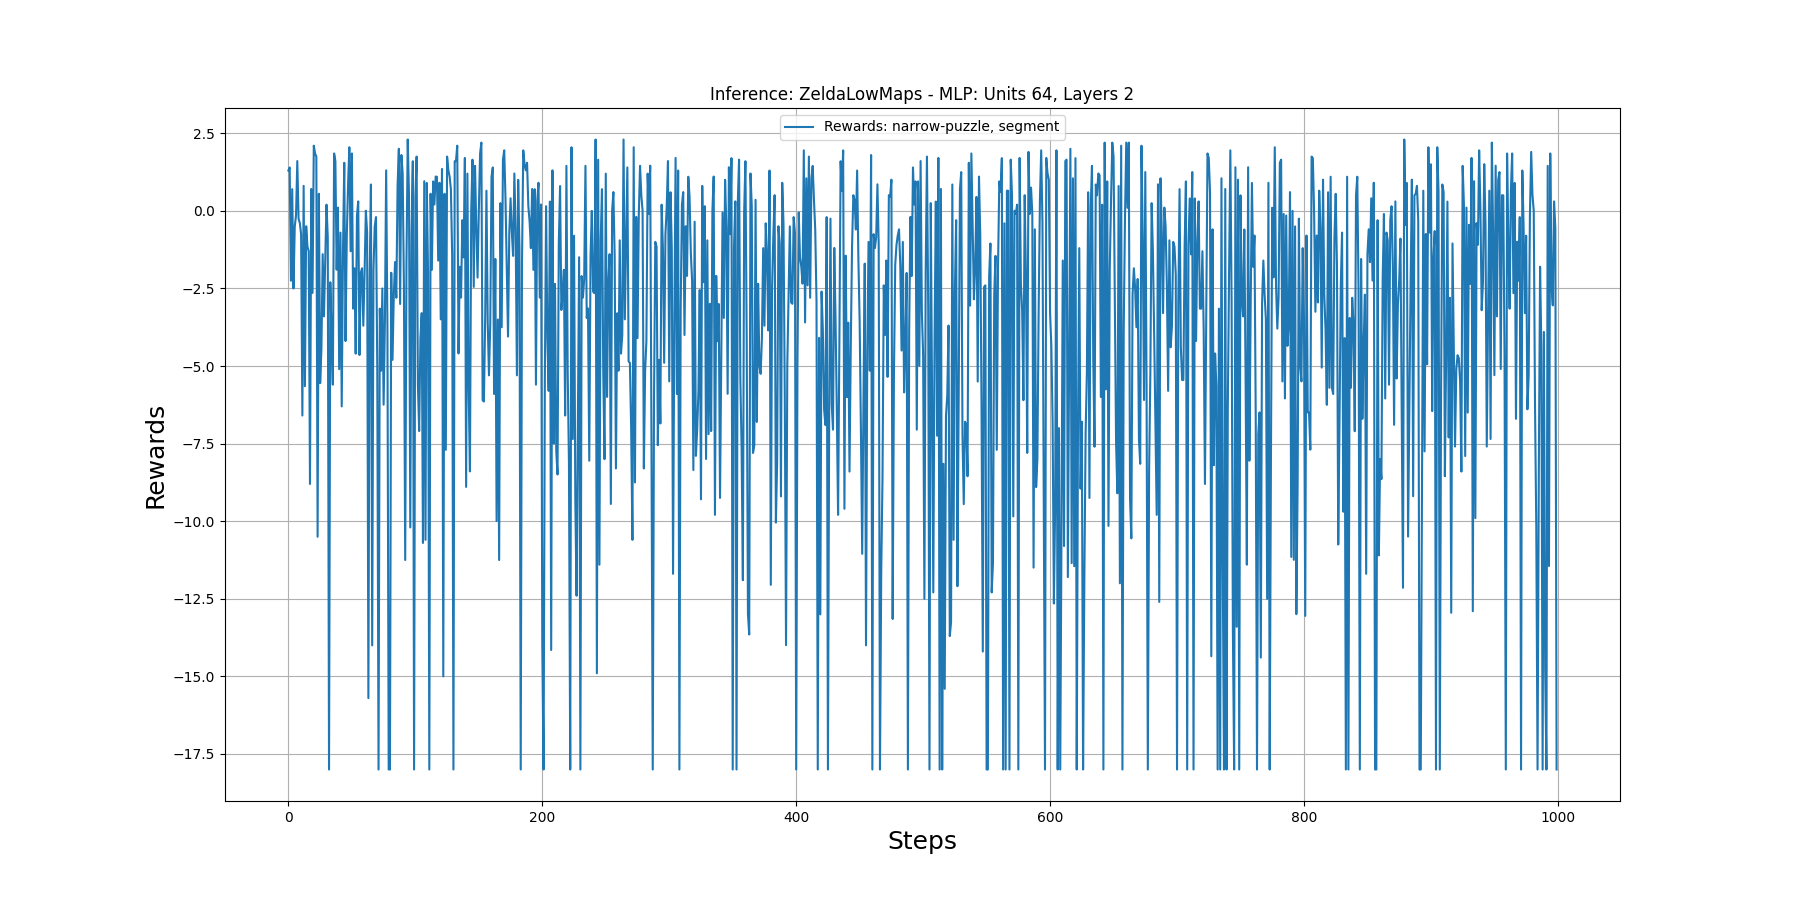 Inference: ZeldaLowMaps - MLP: Units 64, Layers 2
Rewards: narrow-puzzle, segment
2.5
0.0
−2.5
−5.0
−7.5
−10.0
−12.5
−15.0
−17.5
Rewards
0 200 400 600 800 1000
Steps